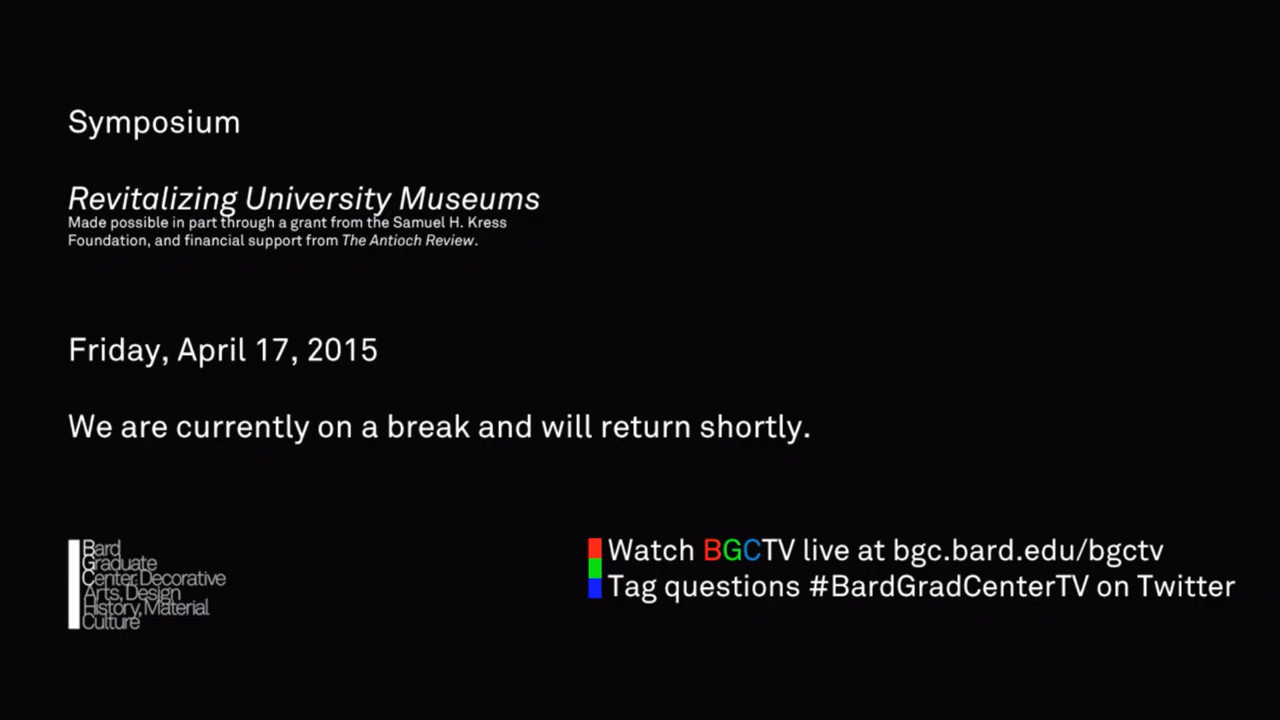 Symposium
Revitalizing University Museums
Made possible in part through a grant from the Samuel H. Kress
Foundation, and financial support from The Antioch Review.
Friday, April 17, 2015
We are currently on a break and will return shortly.
Bard
Graduate
Center, Decorative
Arts, Design
History, Material
Culture
Watch BGCTV live at bgc.bard.edu/bgctv
Tag questions #BardGradCenterTV on Twitter